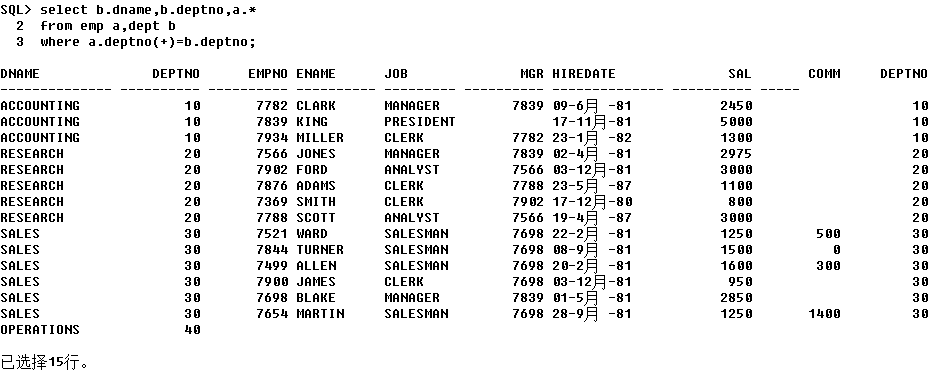 SQL> select b.dname,b.deptno,a.*
  2  from emp a,dept b
  3  where a.deptno(+)=b.deptno;
DNAME              DEPTNO      EMPNO ENAME      JOB              MGR HIREDATE              SAL       COMM     DEPTNO
-------------- ---------- ---------- ---------- --------- ---------- -------------- ---------- -----
ACCOUNTING             10       7782 CLARK      MANAGER         7839 09-6月 -81           2450                    10
ACCOUNTING             10       7839 KING       PRESIDENT            17-11月-81           5000                    10
ACCOUNTING             10       7934 MILLER     CLERK           7782 23-1月 -82           1300                    10
RESEARCH               20       7566 JONES      MANAGER         7839 02-4月 -81           2975                    20
RESEARCH               20       7902 FORD       ANALYST         7566 03-12月-81           3000                    20
RESEARCH               20       7876 ADAMS      CLERK           7788 23-5月 -87           1100                    20
RESEARCH               20       7369 SMITH      CLERK           7902 17-12月-80            800                    20
RESEARCH               20       7788 SCOTT      ANALYST         7566 19-4月 -87           3000                    20
SALES                  30       7521 WARD       SALESMAN        7698 22-2月 -81           1250        500         30
SALES                  30       7844 TURNER     SALESMAN        7698 08-9月 -81           1500          0         30
SALES                  30       7499 ALLEN      SALESMAN        7698 20-2月 -81           1600        300         30
SALES                  30       7900 JAMES      CLERK           7698 03-12月-81            950                    30
SALES                  30       7698 BLAKE      MANAGER         7839 01-5月 -81           2850                    30
SALES                  30       7654 MARTIN     SALESMAN        7698 28-9月 -81           1250       1400         30
OPERATIONS             40
已选择15行。